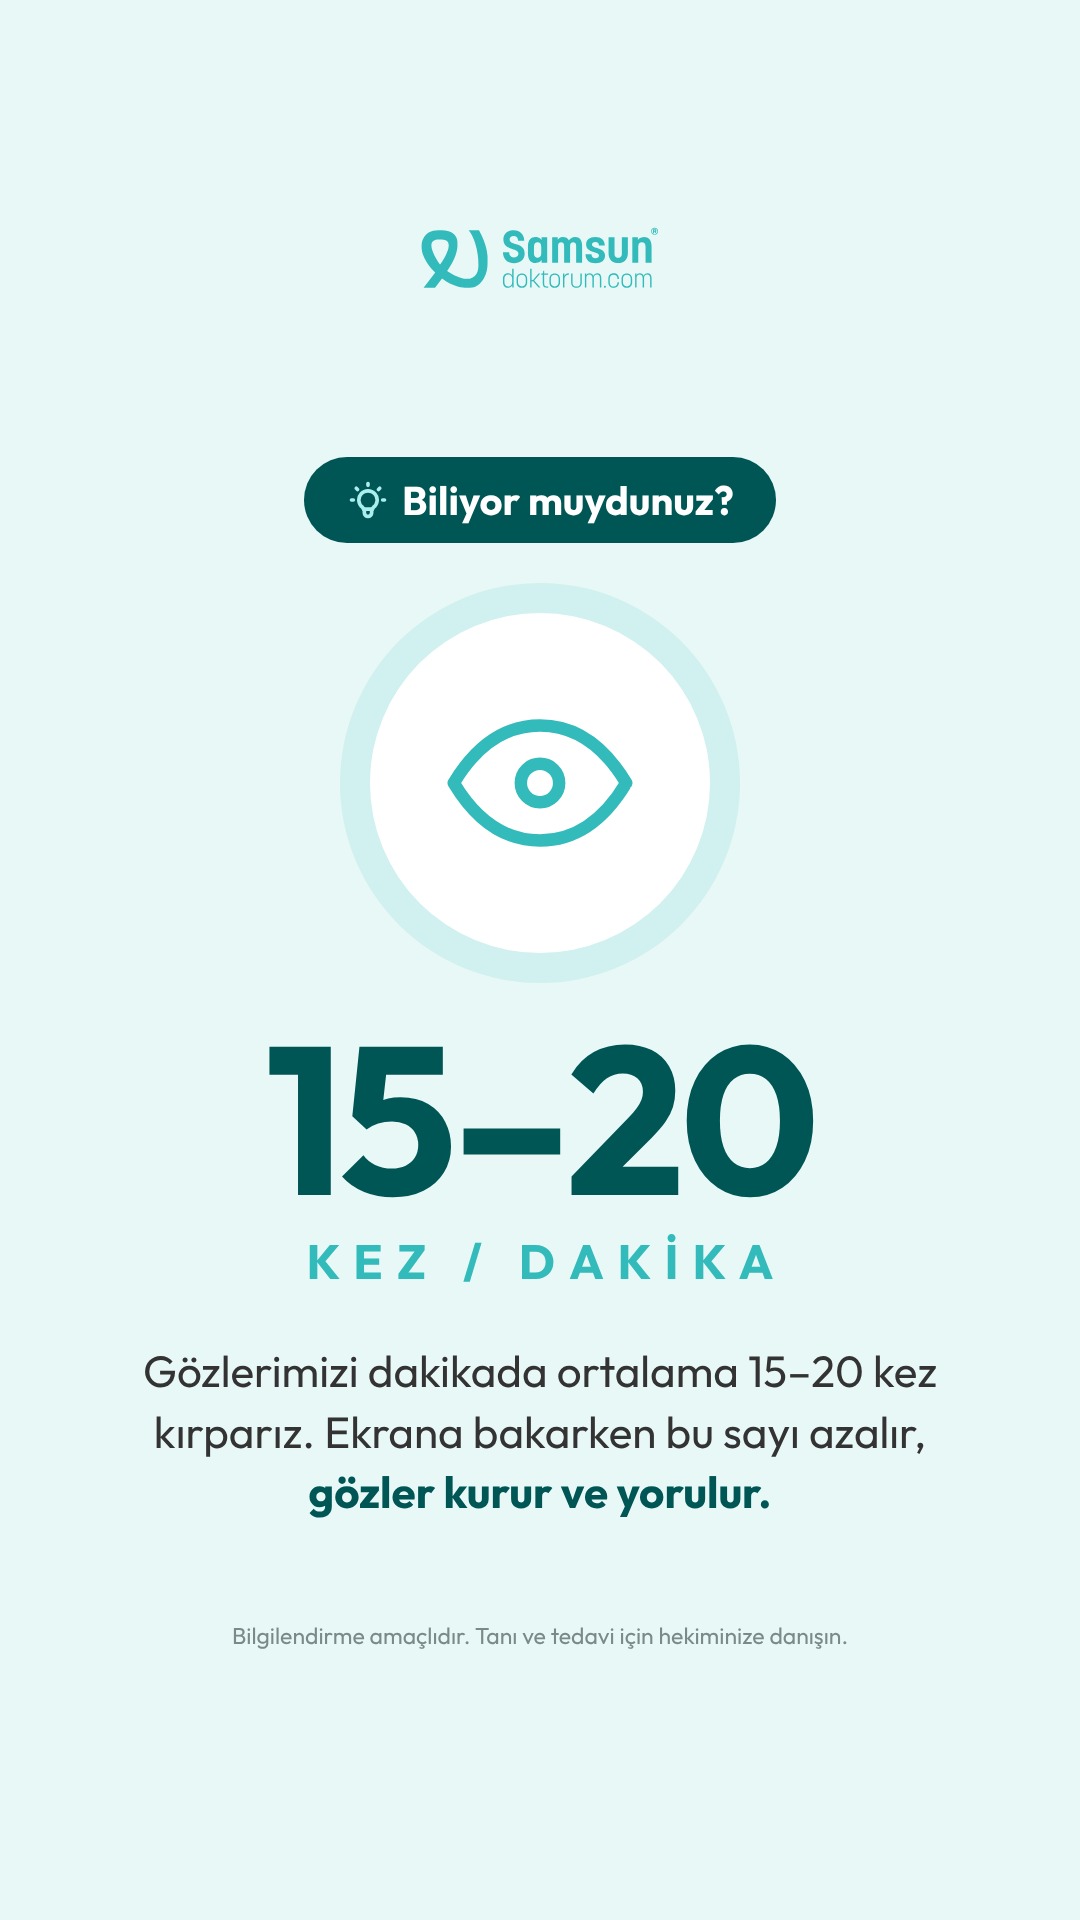 Samsun®
doktorum.com
Biliyor muydunuz?
15–20
KEZ / DAKİKA
Gözlerimizi dakikada ortalama 15–20 kez
kırparız. Ekrana bakarken bu sayı azalır,
gözler kurur ve yorulur.
Bilgilendirme amaçlıdır. Tanı ve tedavi için hekiminize danışın.